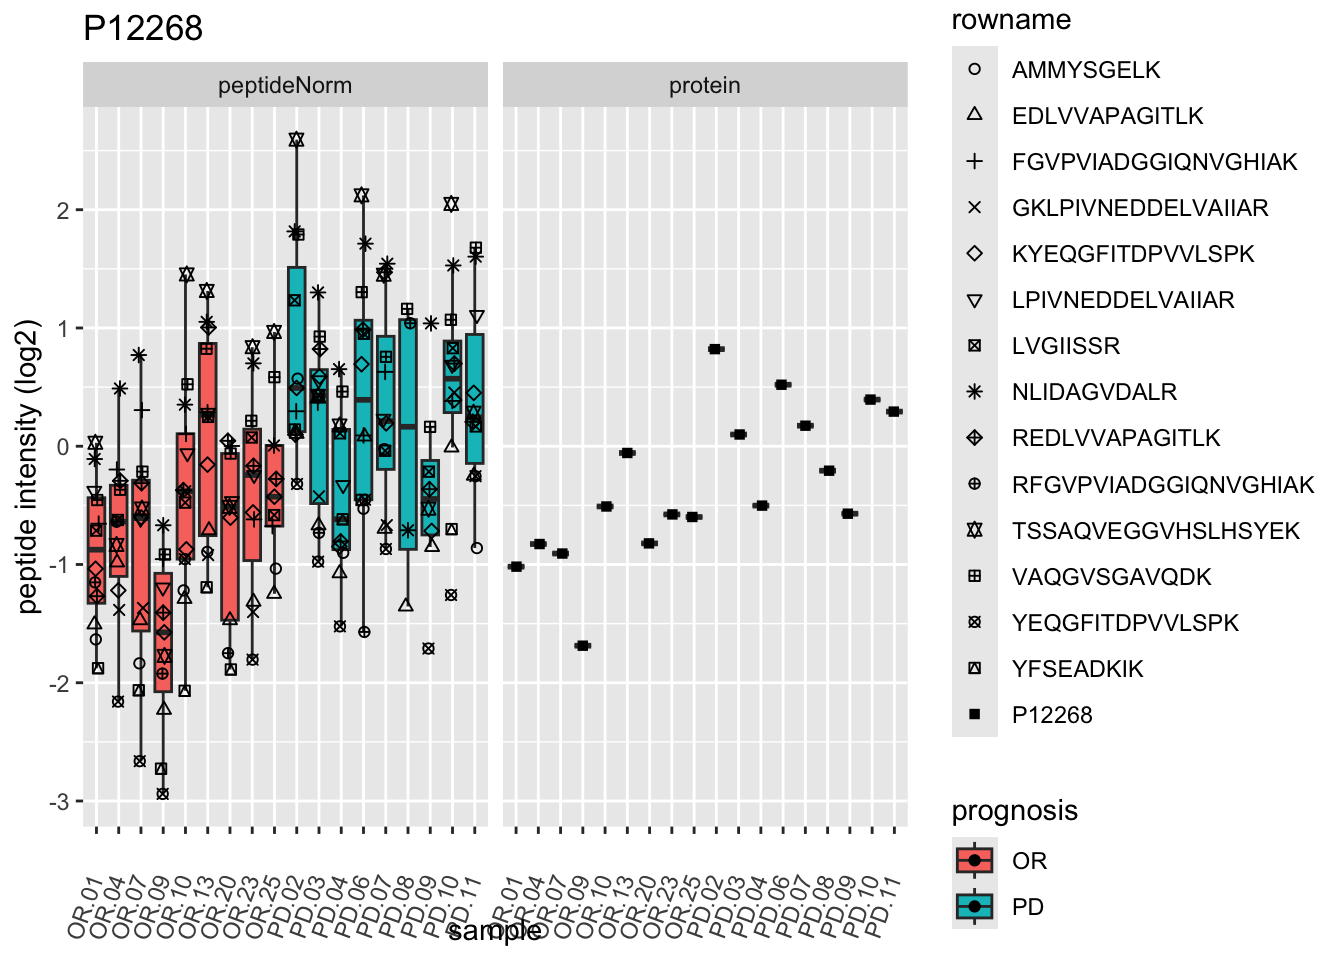 P12268
peptideNorm
protein
peptide intensity (log2)
2
1
0
-1
-2
-3
OR.01
OR.04
OR.07
OR.09
OR.10
OR.13
OR.20
OR.23
OR.25
PD.02
PD.03
PD.04
PD.06
PD.07
PD.08
PD.09
PD.10
PD.11
OR.01
OR.04
OR.07
OR.09
OR.10
OR.13
OR.20
OR.23
OR.25
PD.02
PD.03
PD.04
PD.06
PD.07
PD.08
PD.09
PD.10
PD.11
sample
rowname
AMMYSGELK
EDLVVAPAGITLK
FGVPVIADGGIQNVGHIAK
GKLPIVNEDDELVAIIAR
KYEQGFITDPVVLSPK
LPIVNEDDELVAIIAR
LVGIISSR
NLIDAGVDALR
REDLVVAPAGITLK
RFGVPVIADGGIQNVGHIAK
TSSAQVEGGVHSLHSYEK
VAQGVSGAVQDK
YEQGFITDPVVLSPK
YFSEADKIK
P12268
prognosis
OR
PD